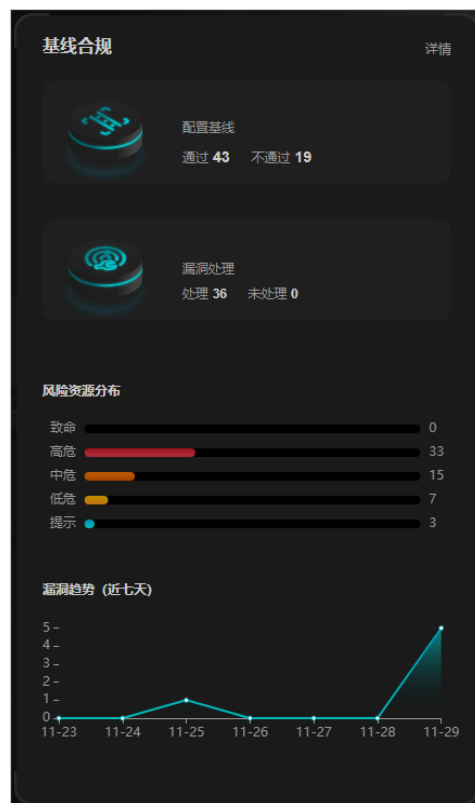 基线合规 详情
配置基线
通过 43 不通过 19
漏洞处理
处理 36 未处理 0
风险资源分布
致命 0
高危 33
中危 15
低危 7
提示 3
漏洞趋势 (近七天)
5
4
3
2
1
0
11-23 11-24 11-25 11-26 11-27 11-28 11-29